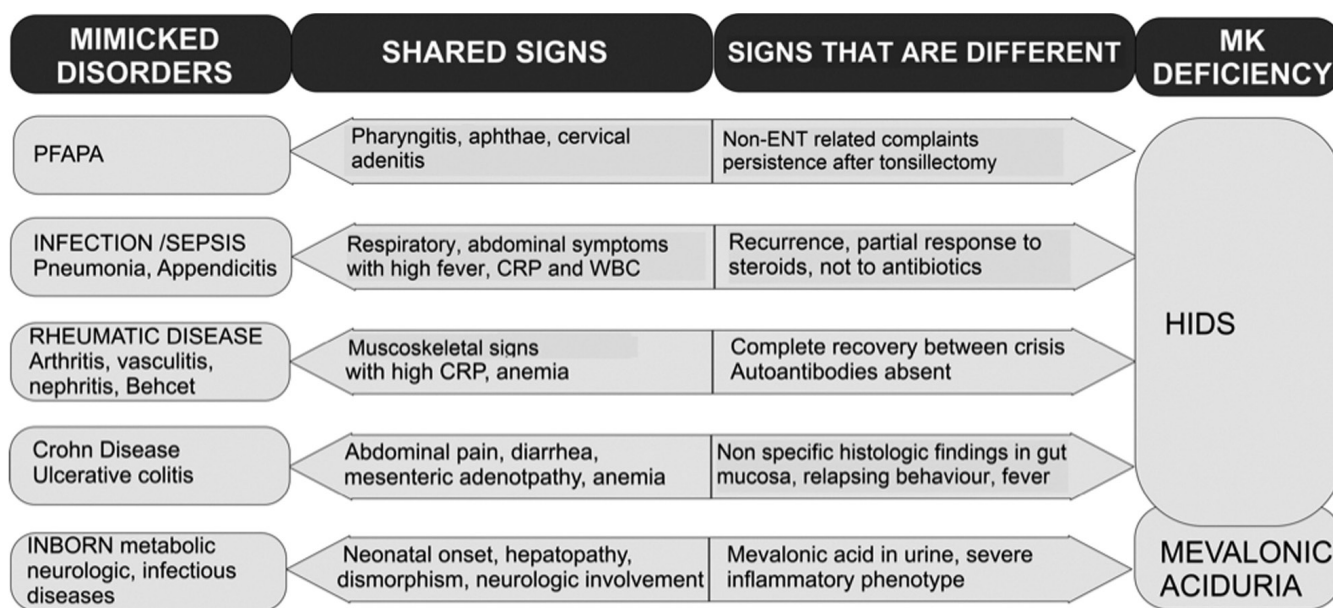 MIMICKED
DISORDERS
SHARED SIGNS
SIGNS THAT ARE DIFFERENT
MK
DEFICIENCY
PFAPA
Pharyngitis, aphthae, cervical
adenitis
Non-ENT related complaints
persistence after tonsillectomy
INFECTION /SEPSIS
Pneumonia, Appendicitis
Respiratory, abdominal symptoms
with high fever, CRP and WBC
Recurrence, partial response to
steroids, not to antibiotics
HIDS
RHEUMATIC DISEASE
Arthritis, vasculitis,
nephritis, Behcet
Muscoskeletal signs
with high CRP, anemia
Complete recovery between crisis
Autoantibodies absent
Crohn Disease
Ulcerative colitis
Abdominal pain, diarrhea,
mesenteric adenotpathy, anemia
Non specific histologic findings in gut
mucosa, relapsing behaviour, fever
INBORN metabolic
neurologic, infectious
diseases
Neonatal onset, hepatopathy,
dismorphism, neurologic involvement
Mevalonic acid in urine, severe
inflammatory phenotype
MEVALONIC
ACIDURIA